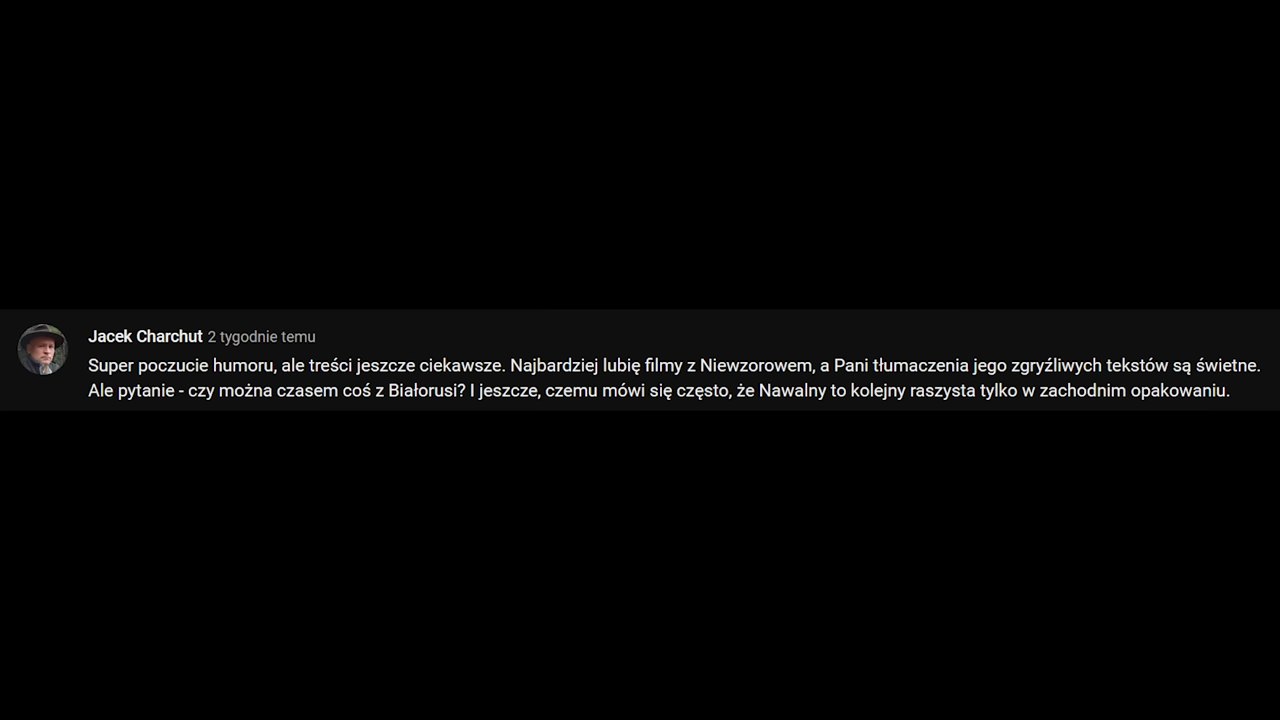 Jacek Charchut 2 tygodnie temu
Super poczucie humoru, ale treści jeszcze ciekawsze. Najbardziej lubię filmy z Niewzorowem, a Pani tłumaczenia jego zgryźliwych tekstów są świetne.
Ale pytanie - czy można czasem coś z Białorusi? I jeszcze, czemu mówi się często, że Nawalny to kolejny raszysta tylko w zachodnim opakowaniu.